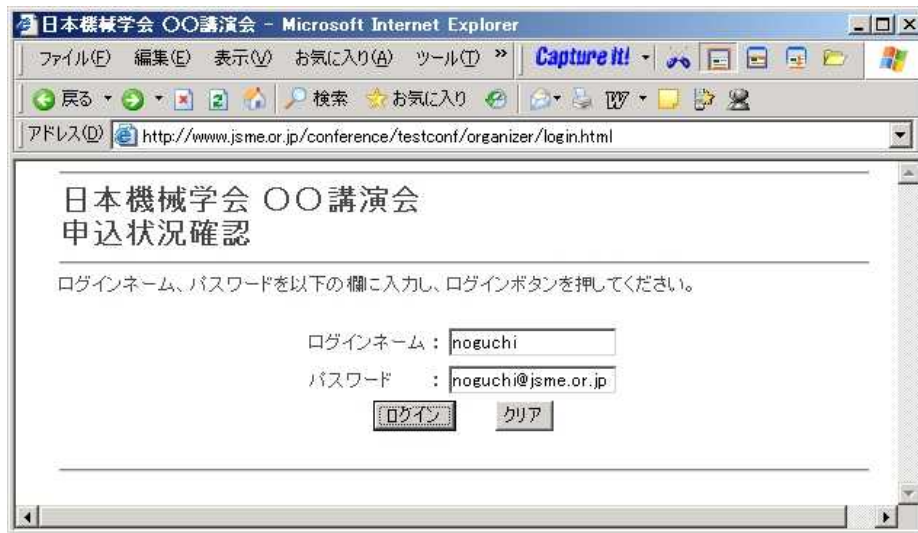 日本機械学会 〇〇講演会 - Microsoft Internet Explorer
ファイル(F) 編集(E) 表示(V) お気に入り(A) ツール(T) » Capture It!
戻る 検索 お気に入り W
アドレス(D) http://www.jsme.or.jp/conference/testconf/organizer/login.html
日本機械学会 〇〇講演会
申込状況確認
ログインネーム、パスワードを以下の欄に入力し、ログインボタンを押してください。
ログインネーム : noguchi
パスワード : noguchi@jsme.or.jp
ログイン クリア